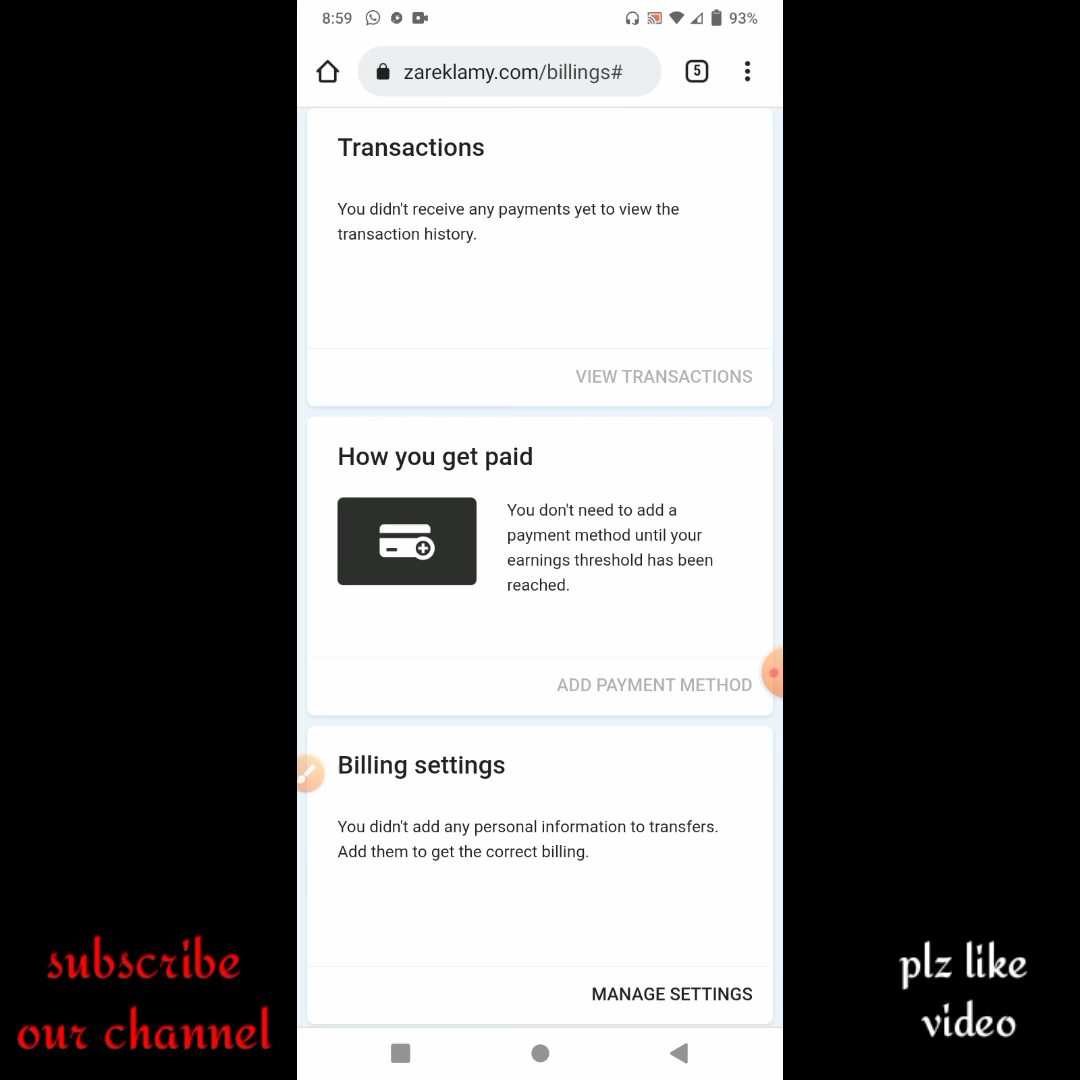 8:59
93%
zareklamy.com/billings#
5
Transactions
You didn't receive any payments yet to view the
transaction history.
VIEW TRANSACTIONS
How you get paid
You don't need to add a
payment method until your
earnings threshold has been
reached.
ADD PAYMENT METHOD
Billing settings
You didn't add any personal information to transfers.
Add them to get the correct billing.
MANAGE SETTINGS
subscribe
our channel
plz like
video